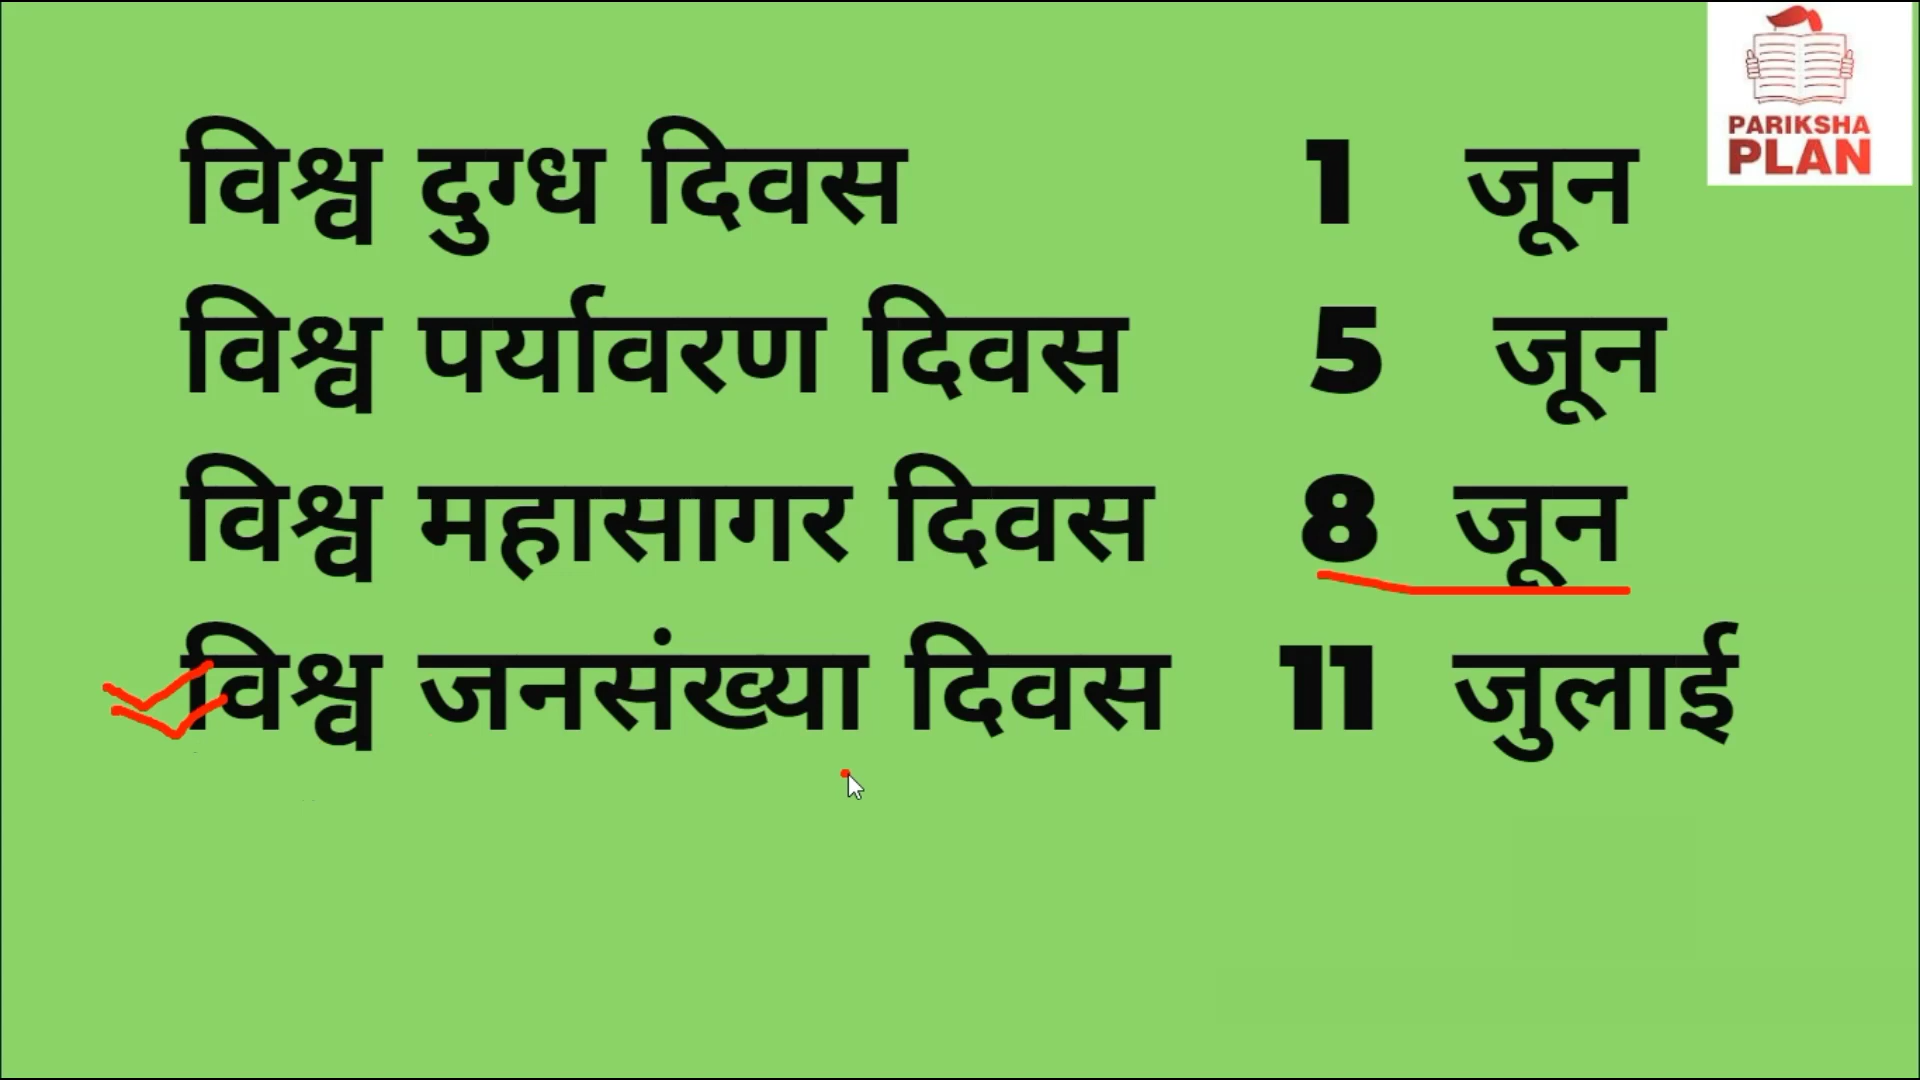 विश्व दुग्ध दिवस 1 जून
विश्व पर्यावरण दिवस 5 जून
विश्व महासागर दिवस 8 जून
विश्व जनसंख्या दिवस 11 जुलाई
PARIKSHA
PLAN